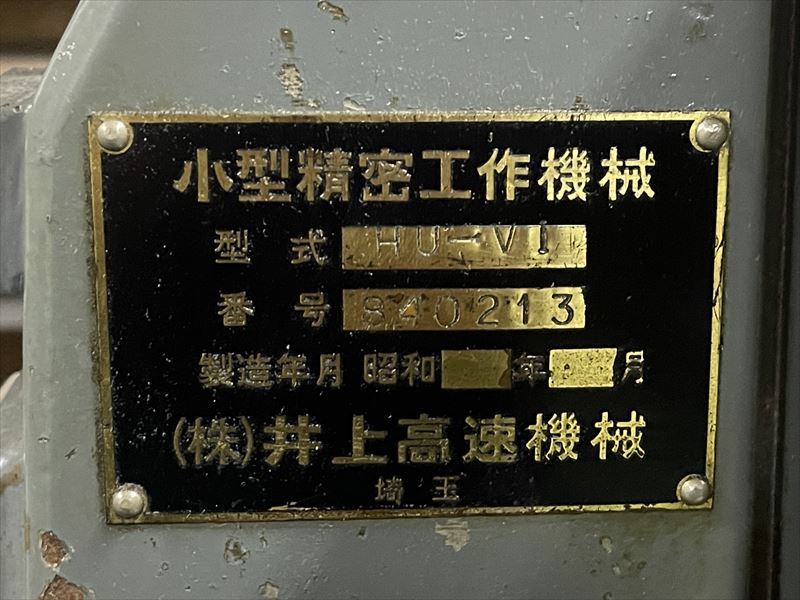 小型精密工作機械
型式 HU-VI
番号 840213
製造年月 昭和 年 月
(株)井上高速機械
埼玉